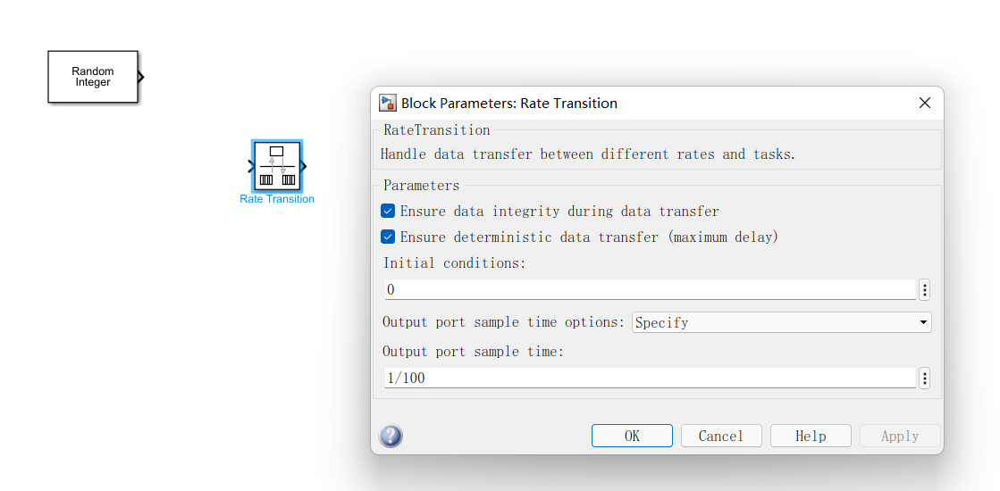 Random
Integer
Rate Transition
Block Parameters: Rate Transition
RateTransition
Handle data transfer between different rates and tasks.
Parameters
Ensure data integrity during data transfer
Ensure deterministic data transfer (maximum delay)
Initial conditions:
0
Output port sample time options: Specify
Output port sample time:
1/100
? OK Cancel Help Apply